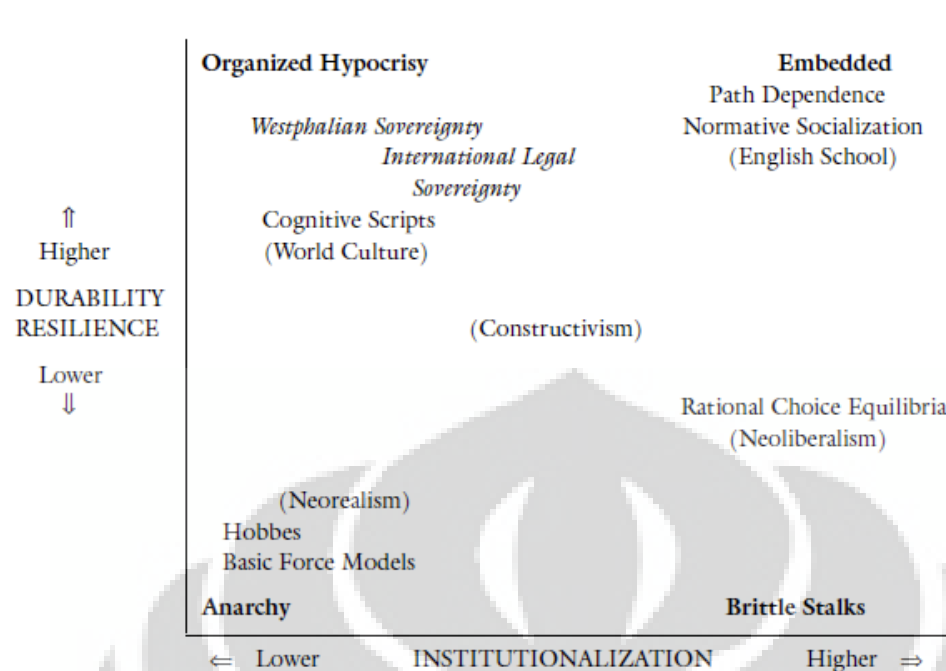 Organized Hypocrisy
Embedded
Path Dependence
Westphalian Sovereignty
Normative Socialization
International Legal
(English School)
Sovereignty
⇑
Cognitive Scripts
Higher
(World Culture)
DURABILITY
RESILIENCE
(Constructivism)
Lower
⇓
Rational Choice Equilibria
(Neoliberalism)
(Neorealism)
Hobbes
Basic Force Models
Anarchy
Brittle Stalks
⇐ Lower INSTITUTIONALIZATION Higher ⇒